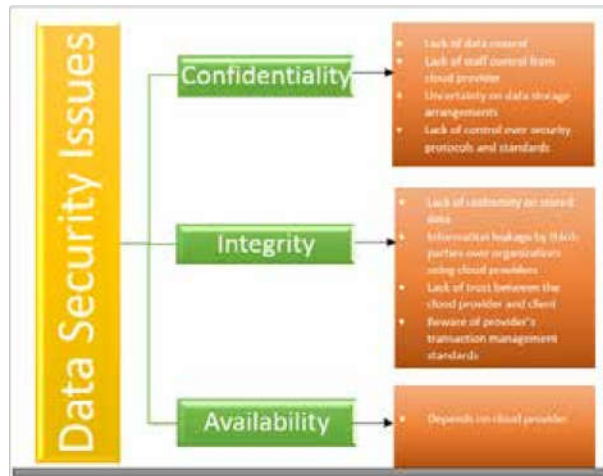 Data Security Issues
Confidentiality
Lack of data control
Lack of staff control from
cloud provider
Uncertainty on data storage
arrangements
Lack of control over security
protocols and standards
Integrity
Lack of
on stored
data
Information leakage by third
parties over organizations
using cloud providers
Lack of trust between the
cloud provider and client
Beware of provider's
transaction management
standards
Availability
Depends on cloud provider